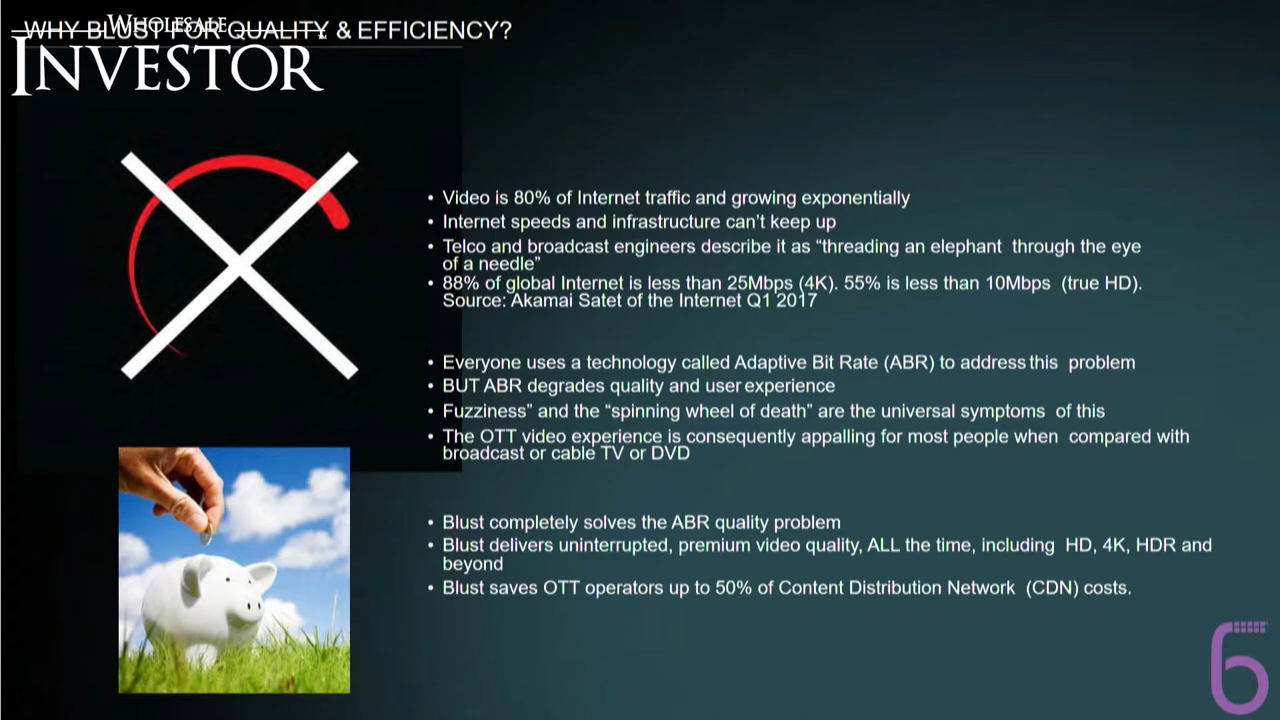 WHY BLUST FOR QUALITY & EFFICIENCY?
WHOLESALE
INVESTOR
• Video is 80% of Internet traffic and growing exponentially
• Internet speeds and infrastructure can't keep up
• Telco and broadcast engineers describe it as “threading an elephant through the eye
of a needle”
• 88% of global Internet is less than 25Mbps (4K). 55% is less than 10Mbps (true HD).
Source: Akamai Satet of the Internet Q1 2017
• Everyone uses a technology called Adaptive Bit Rate (ABR) to address this problem
• BUT ABR degrades quality and user experience
• Fuzziness” and the “spinning wheel of death” are the universal symptoms of this
• The OTT video experience is consequently appalling for most people when compared with
broadcast or cable TV or DVD
• Blust completely solves the ABR quality problem
• Blust delivers uninterrupted, premium video quality, ALL the time, including HD, 4K, HDR and
beyond
• Blust saves OTT operators up to 50% of Content Distribution Network (CDN) costs.